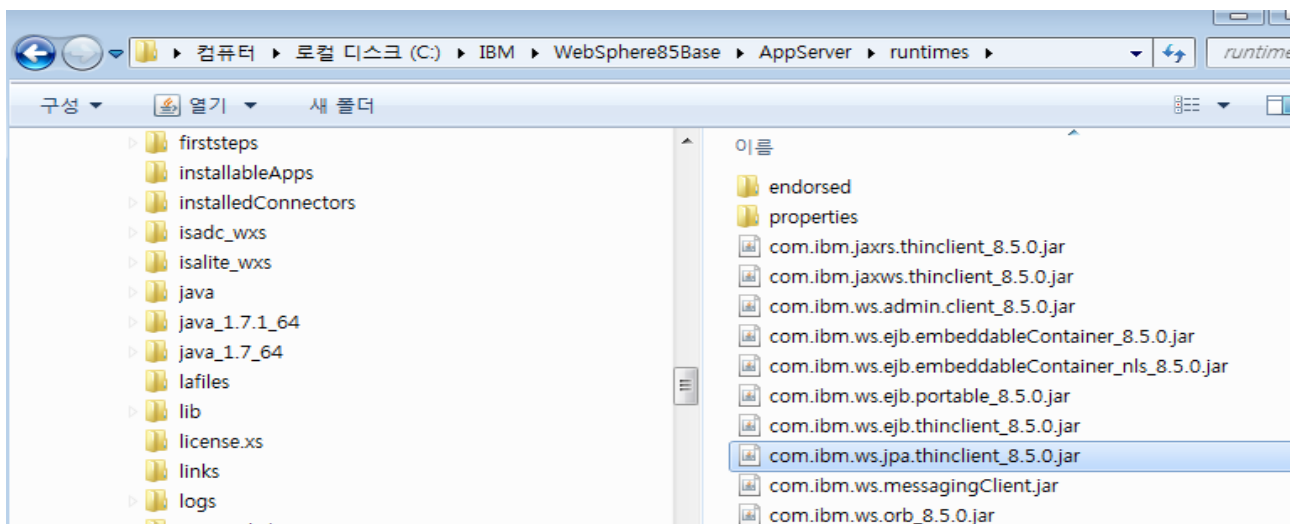 컴퓨터 ▸ 로컬 디스크 (C:) ▸ IBM ▸ WebSphere85Base ▸ AppServer ▸ runtimes ▸
구성 열기 새 폴더
firststeps
installableApps
installedConnectors
isadc_wxs
isalite_wxs
java
java_1.7.1_64
java_1.7_64
lafiles
lib
license.xs
links
logs
이름
endorsed
properties
com.ibm.jaxrs.thinclient_8.5.0.jar
com.ibm.jaxws.thinclient_8.5.0.jar
com.ibm.ws.admin.client_8.5.0.jar
com.ibm.ws.ejb.embeddableContainer_8.5.0.jar
com.ibm.ws.ejb.embeddableContainer_nls_8.5.0.jar
com.ibm.ws.ejb.portable_8.5.0.jar
com.ibm.ws.ejb.thinclient_8.5.0.jar
com.ibm.ws.jpa.thinclient_8.5.0.jar
com.ibm.ws.messagingClient.jar
com.ibm.ws.orb_8.5.0.jar